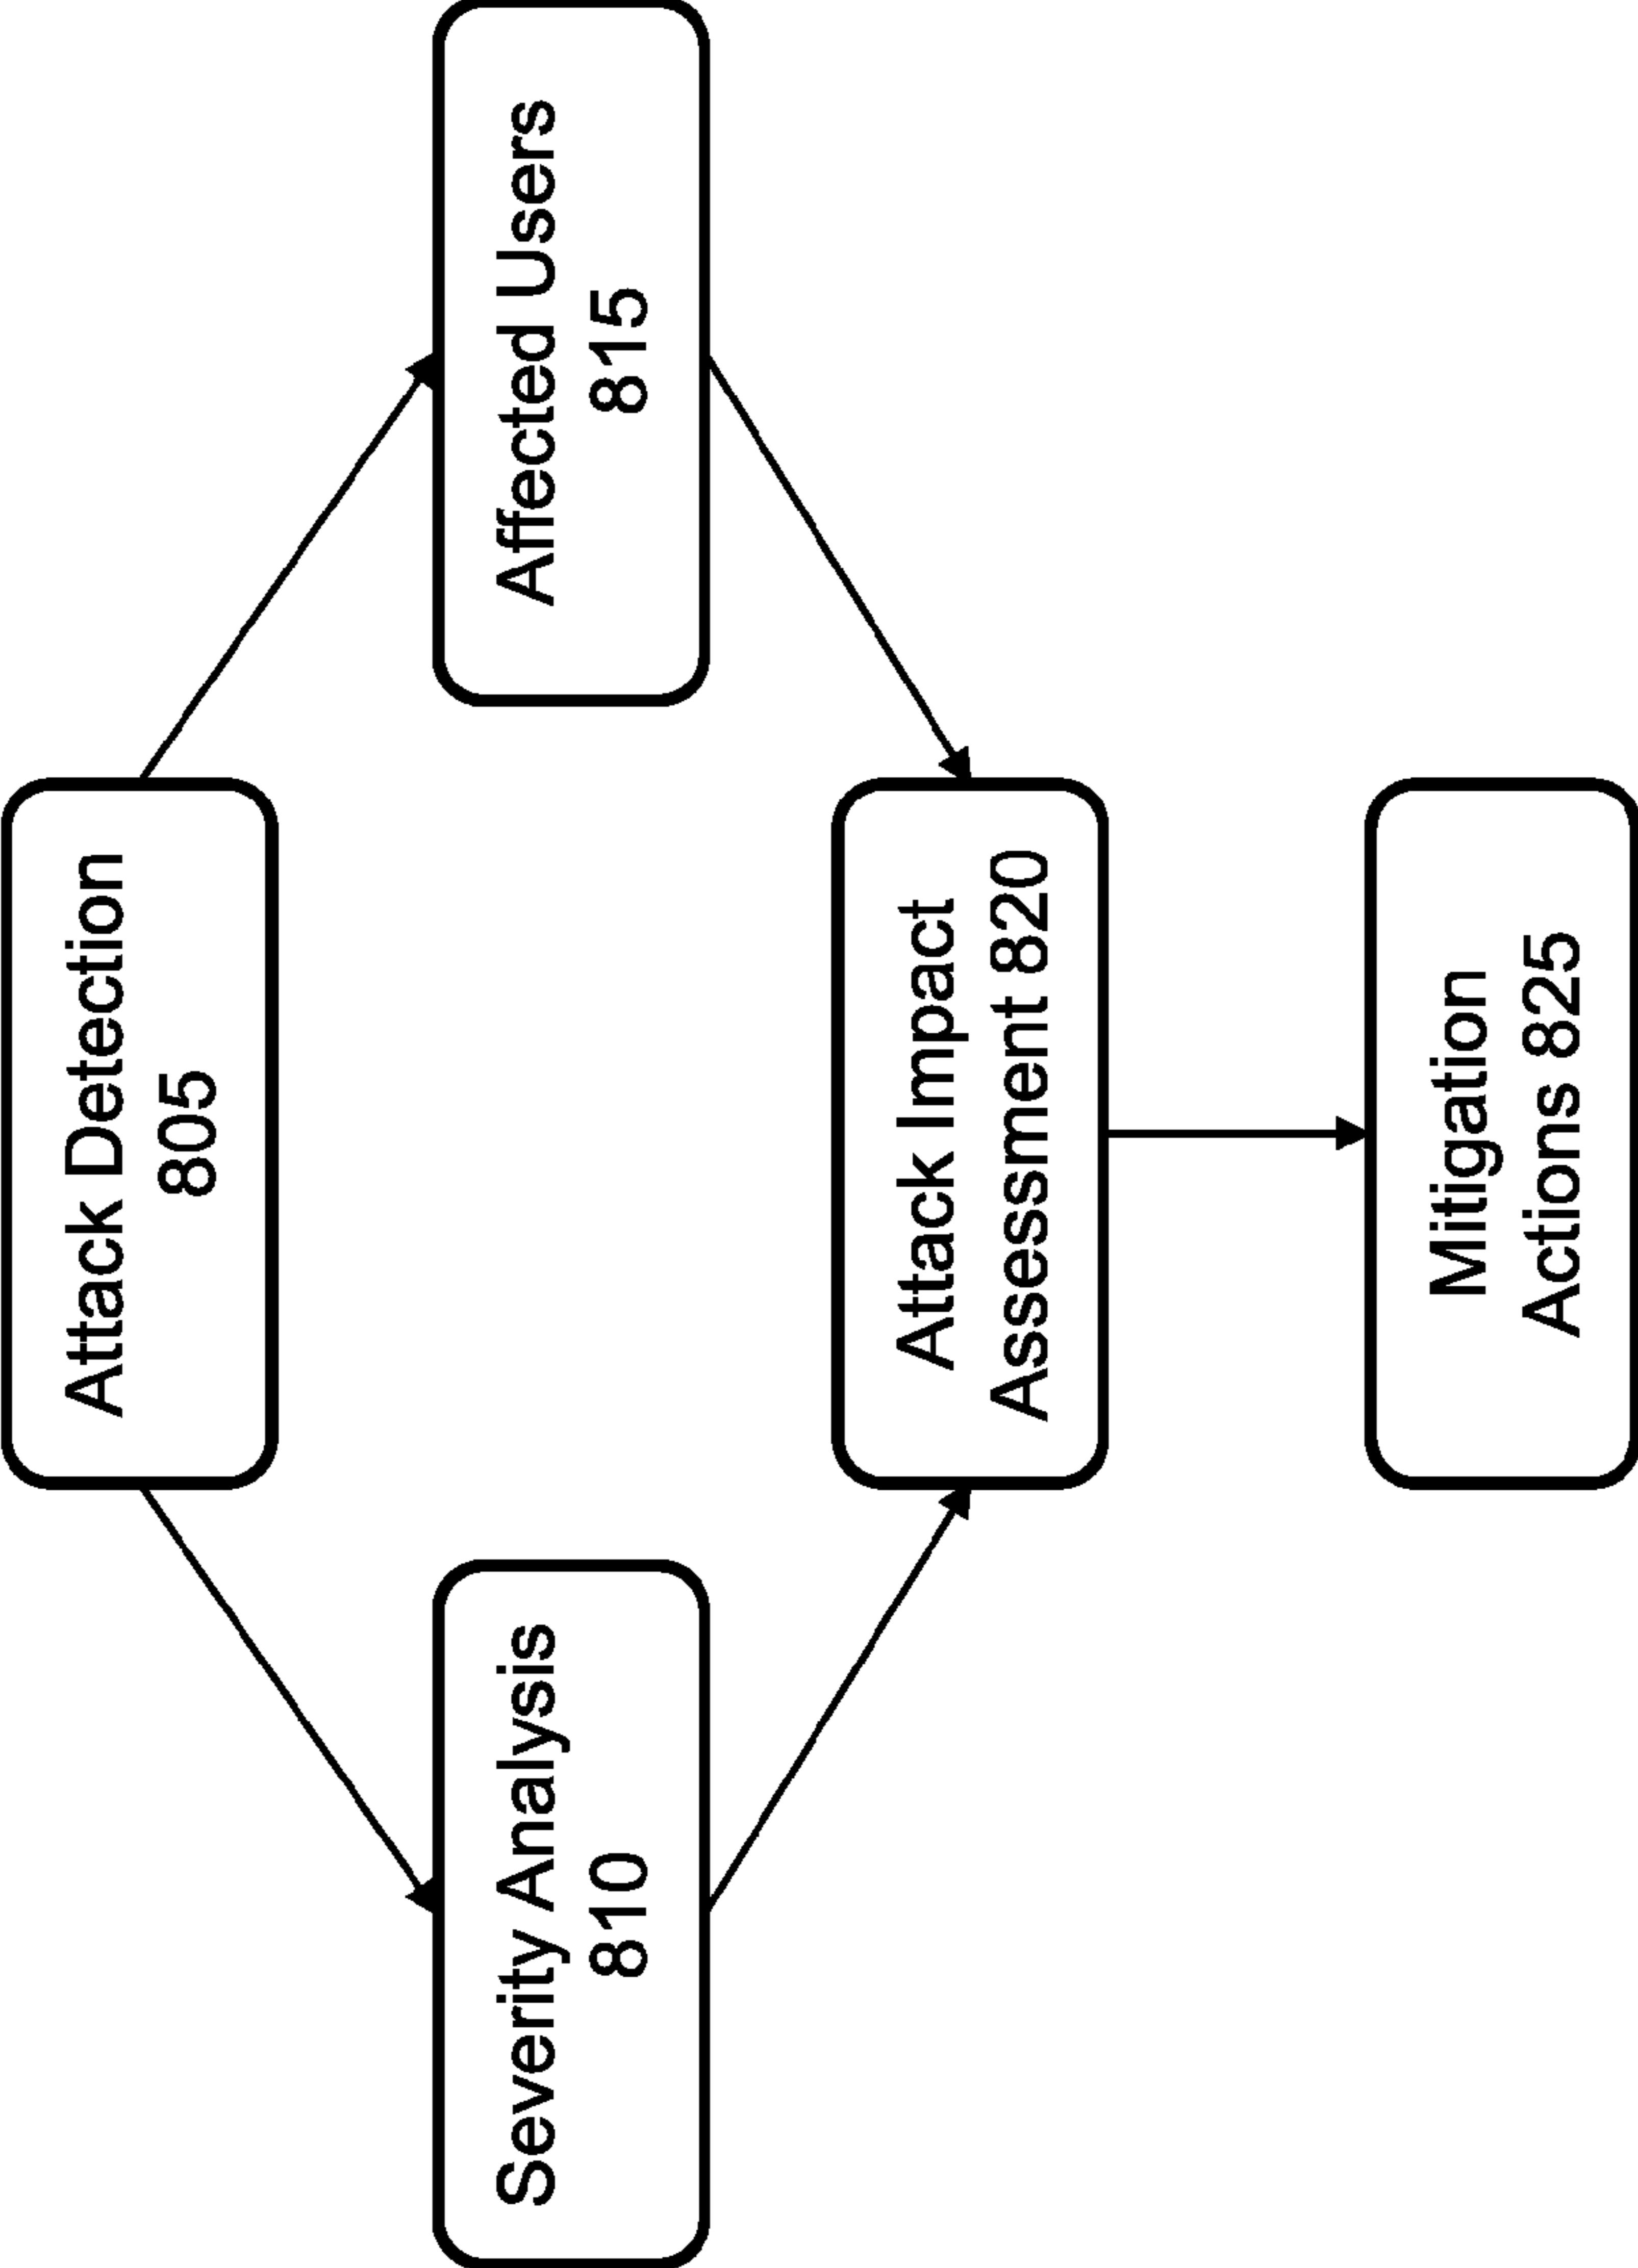 Attack Detection
805
Severity Analysis
810
Affected Users
815
Attack Impact
Assessment 820
Mitigation
Actions 825